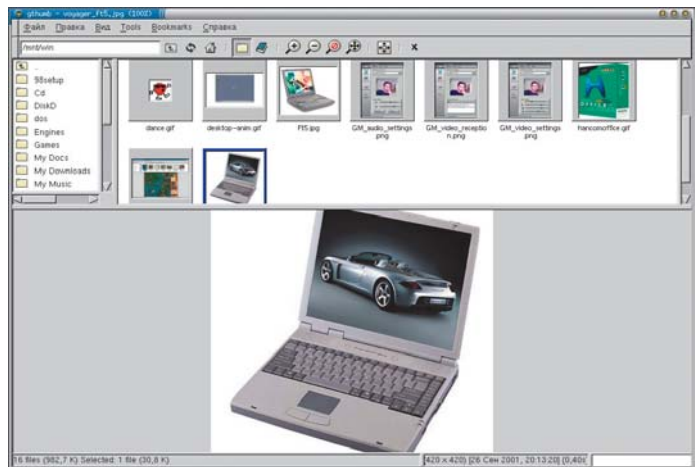 gthumb - voyager_ft5.jpg (100%)
Файл Правка Вид Tools Bookmarks Справка
/mnt/win
..
98setup
Cd
DiskD
dos
Engines
Games
My Docs
My Downloads
My Music
dance.gif desktop-anim.gif Ft5.jpg GM_audio_settings.png GM_video_reception.png GM_video_settings.png hancomoffice.gif
16 files (982,7 K) Selected: 1 file (30,8 K)
[420 x 420] [26 Сен 2001, 20:13:20] [0,40